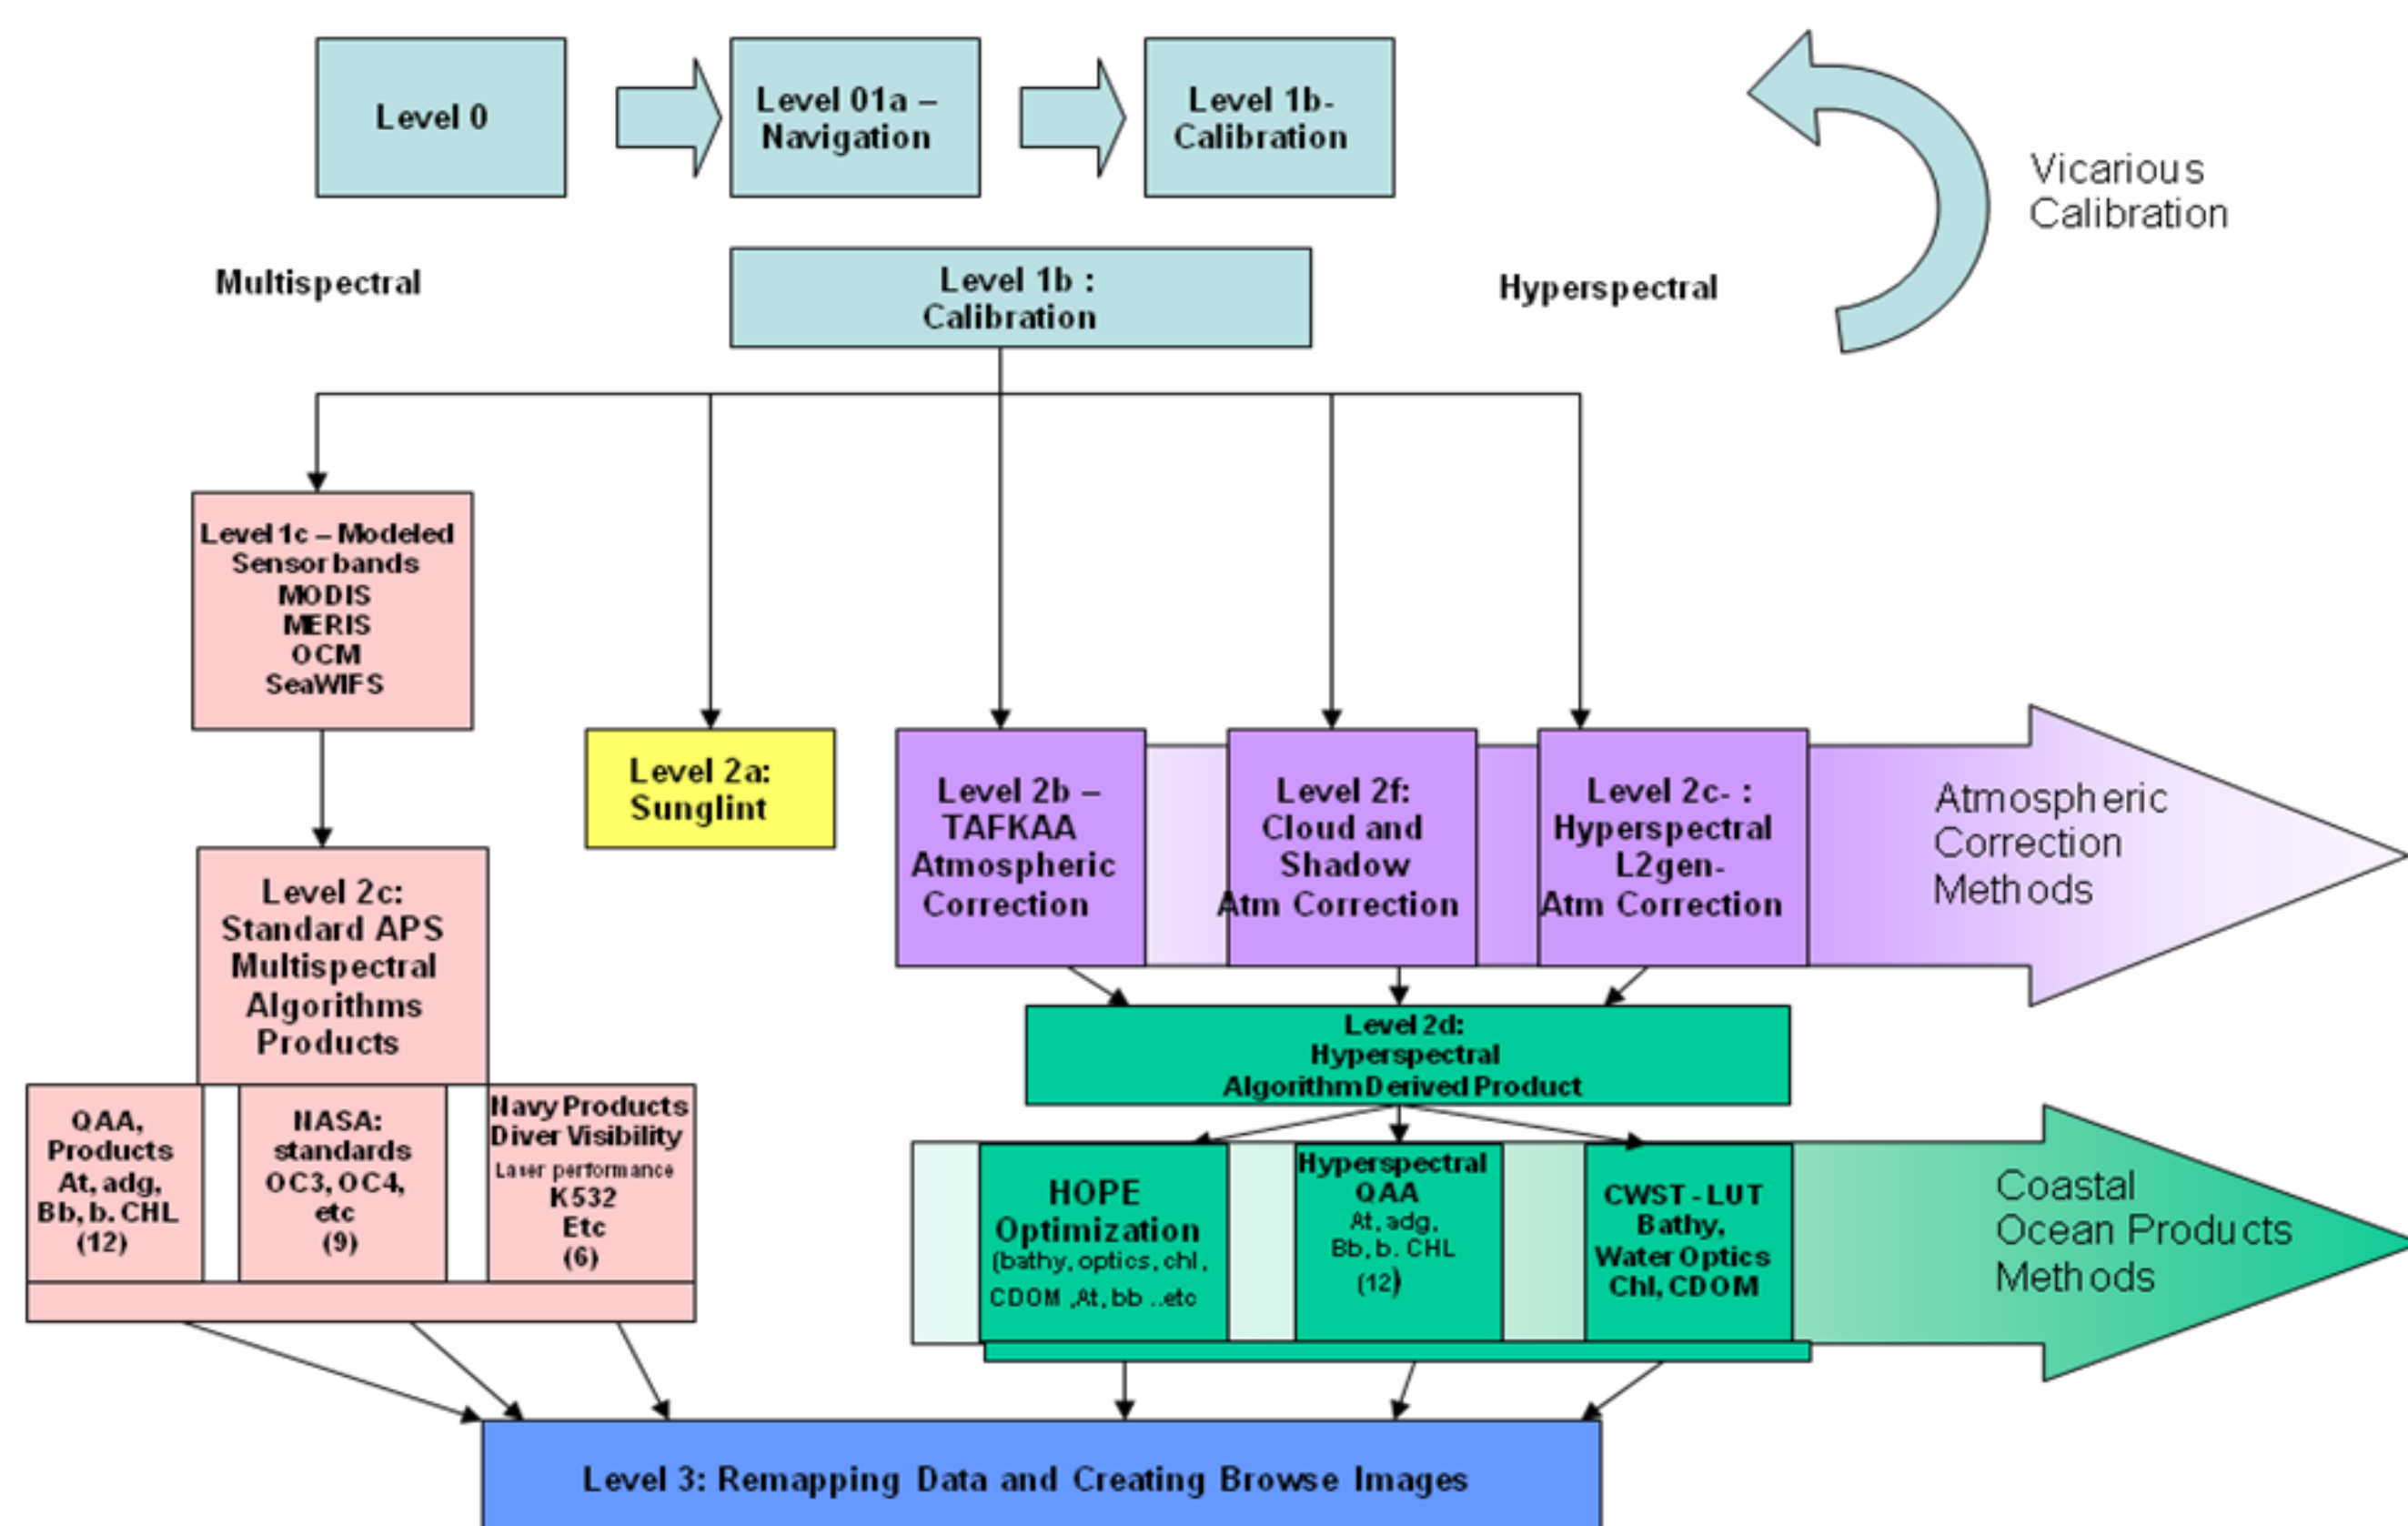 Level 0
Level 01a –
Navigation
Level 1b-
Calibration
Vicarious
Calibration
Multispectral
Level 1b :
Calibration
Hyperspectral
Level 1c – Modeled
Sensor bands
MODIS
MERIS
OCM
SeaWIFS
Level 2a:
Sunglint
Level 2b –
TAFKAA
Atmospheric
Correction
Level 2f:
Cloud and
Shadow
Atm Correction
Level 2c- :
Hyperspectral
L2gen-
Atm Correction
Atmospheric
Correction
Methods
Level 2c:
Standard APS
Multispectral
Algorithms
Products
Level 2d:
Hyperspectral
Algorithm Derived Product
QAA,
Products
At, adg,
Bb, b. CHL
(12)
NASA:
standards
OC3, OC4,
etc
(9)
Navy Products
Diver Visibility
Laser performance
K532
Etc
(6)
HOPE
Optimization
(bathy, optics, chl,
CDOM ,At, bb ..etc
Hyperspectral
QAA
At, adg,
Bb, b. CHL
(12)
CWST - LUT
Bathy,
Water Optics
Chl, CDOM
Coastal
Ocean Products
Methods
Level 3: Remapping Data and Creating Browse Images